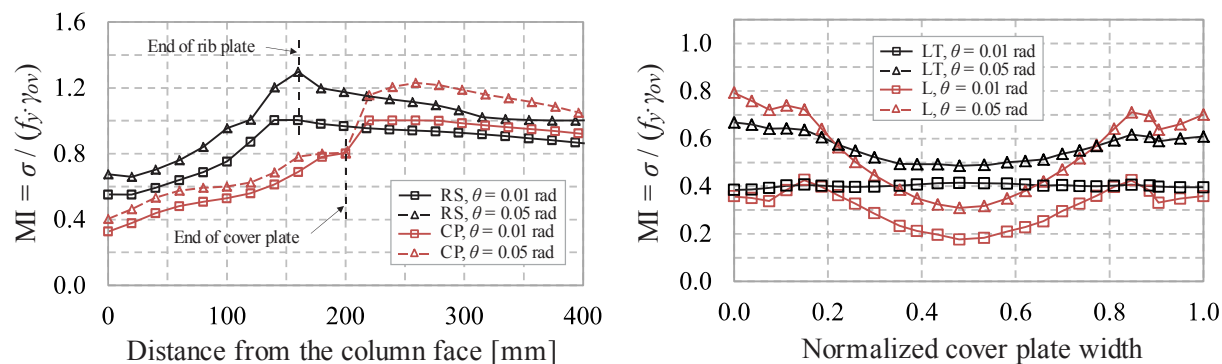 MI = σ / (fy· γov)
1.6
1.2
0.8
0.4
0.0
End of rib plate
End of cover plate
RS, θ = 0.01 rad
RS, θ = 0.05 rad
CP, θ = 0.01 rad
CP, θ = 0.05 rad
0 100 200 300 400
Distance from the column face [mm]
MI = σ / (fy· γov)
1.0
0.8
0.6
0.4
0.2
0.0
LT, θ = 0.01 rad
LT, θ = 0.05 rad
L, θ = 0.01 rad
L, θ = 0.05 rad
0.0 0.2 0.4 0.6 0.8 1.0
Normalized cover plate width